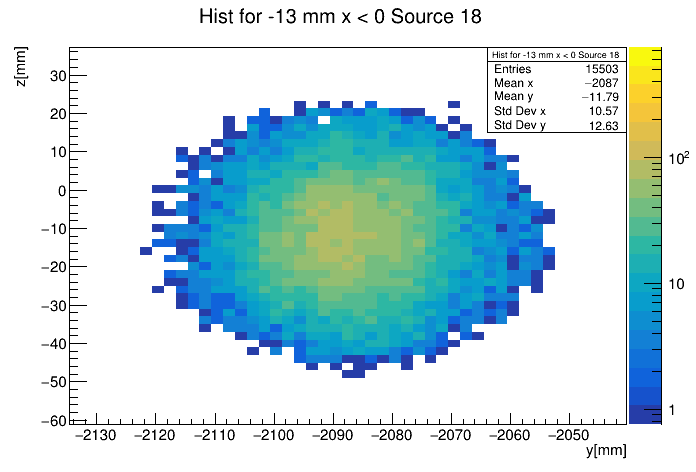 Hist for -13 mm x < 0 Source 18
z[mm]
Hist for -13 mm x < 0 Source 18
Entries 15503
Mean x −2087
Mean y −11.79
Std Dev x 10.57
Std Dev y 12.63
30
20
10
0
−10
−20
−30
−40
−50
−60
10²
10
1
−2130 −2120 −2110 −2100 −2090 −2080 −2070 −2060 −2050
y[mm]